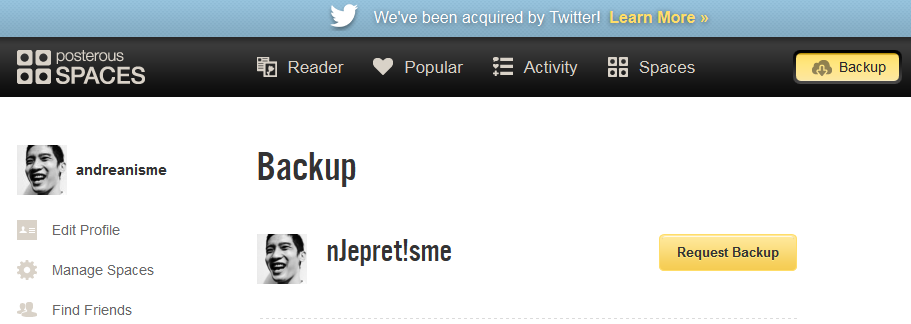 We've been acquired by Twitter! Learn More »
posterous
SPACES
Reader
Popular
Activity
Spaces
Backup
andreanisme
Edit Profile
Manage Spaces
Find Friends
Backup
nJepret!sme
Request Backup